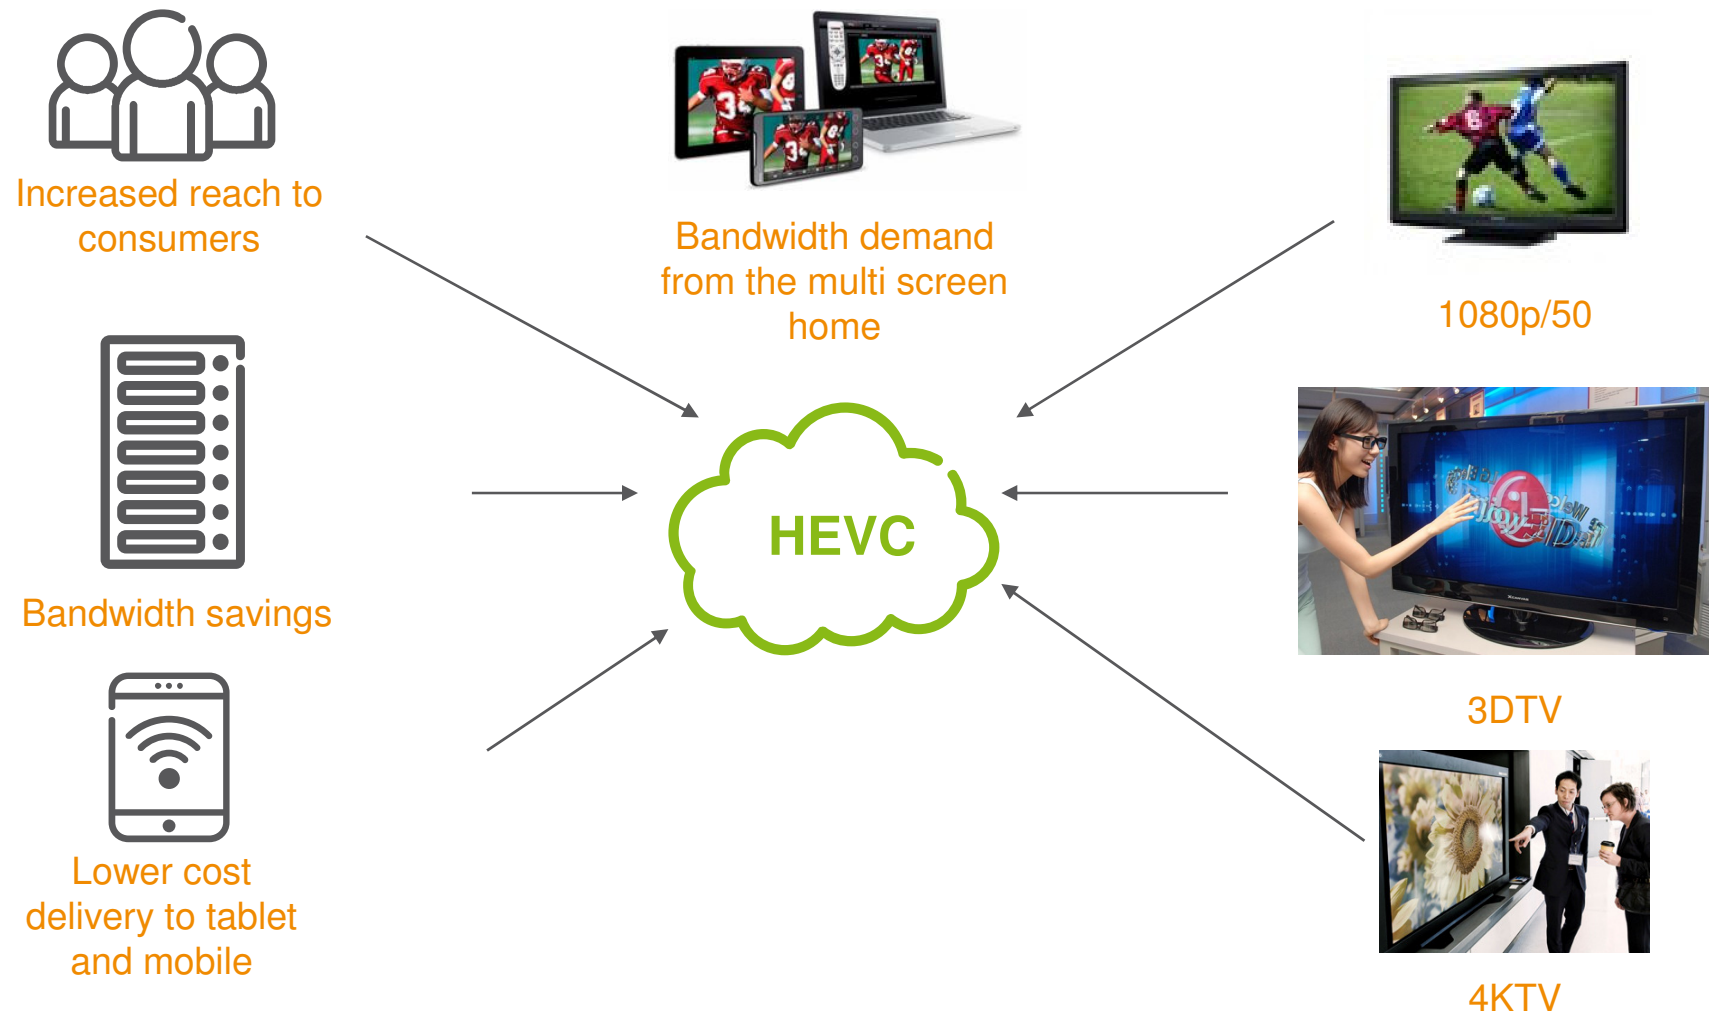 Increased reach to
consumers
Bandwidth demand
from the multi screen
home
1080p/50
HEVC
Bandwidth savings
3DTV
Lower cost
delivery to tablet
and mobile
4KTV